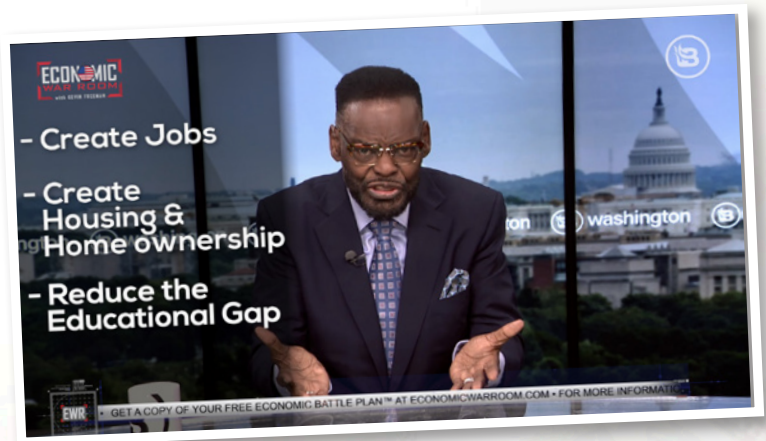 ECONOMIC
WAR ROOM
with KEVIN FREEMAN
- Create Jobs
- Create
Housing &
Home ownership
- Reduce the
Educational Gap
ton
washington
EWR
• GET A COPY OF YOUR FREE ECONOMIC BATTLE PLAN™ AT ECONOMICWARROOM.COM • FOR MORE INFORMATIO